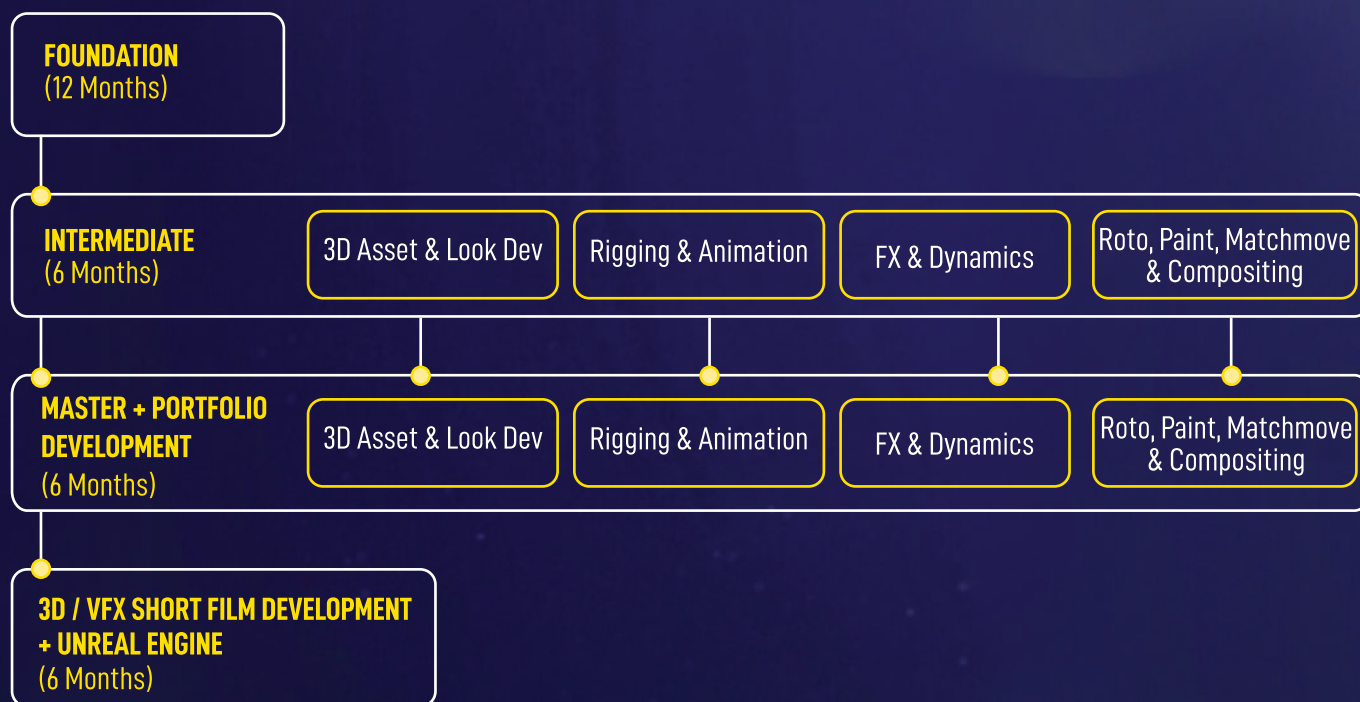 FOUNDATION
(12 Months)
INTERMEDIATE
(6 Months)
3D Asset & Look Dev
Rigging & Animation
FX & Dynamics
Roto, Paint, Matchmove
& Compositing
MASTER + PORTFOLIO
DEVELOPMENT
(6 Months)
3D Asset & Look Dev
Rigging & Animation
FX & Dynamics
Roto, Paint, Matchmove
& Compositing
3D / VFX SHORT FILM DEVELOPMENT
+ UNREAL ENGINE
(6 Months)